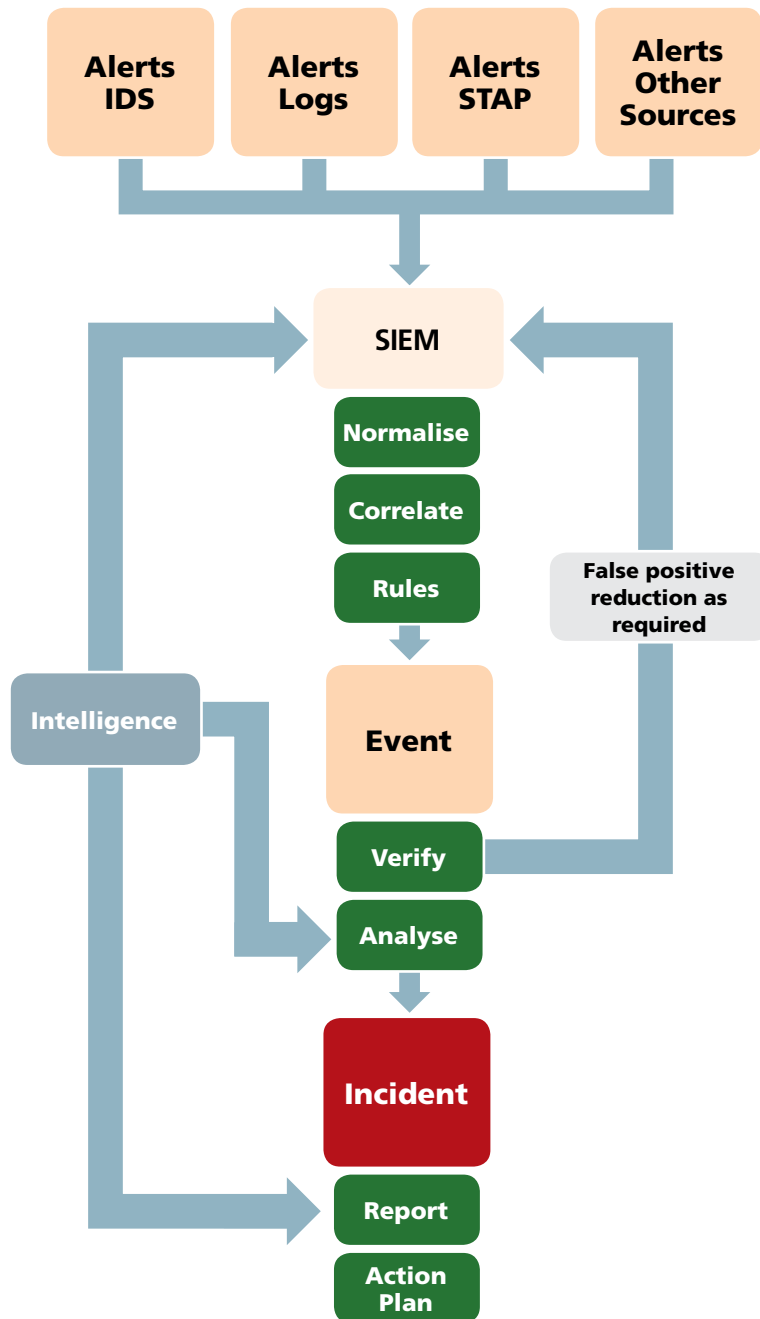 Alerts
IDS
Alerts
Logs
Alerts
STAP
Alerts
Other
Sources
SIEM
Normalise
Correlate
Rules
False positive
reduction as
required
Intelligence
Event
Verify
Analyse
Incident
Report
Action
Plan